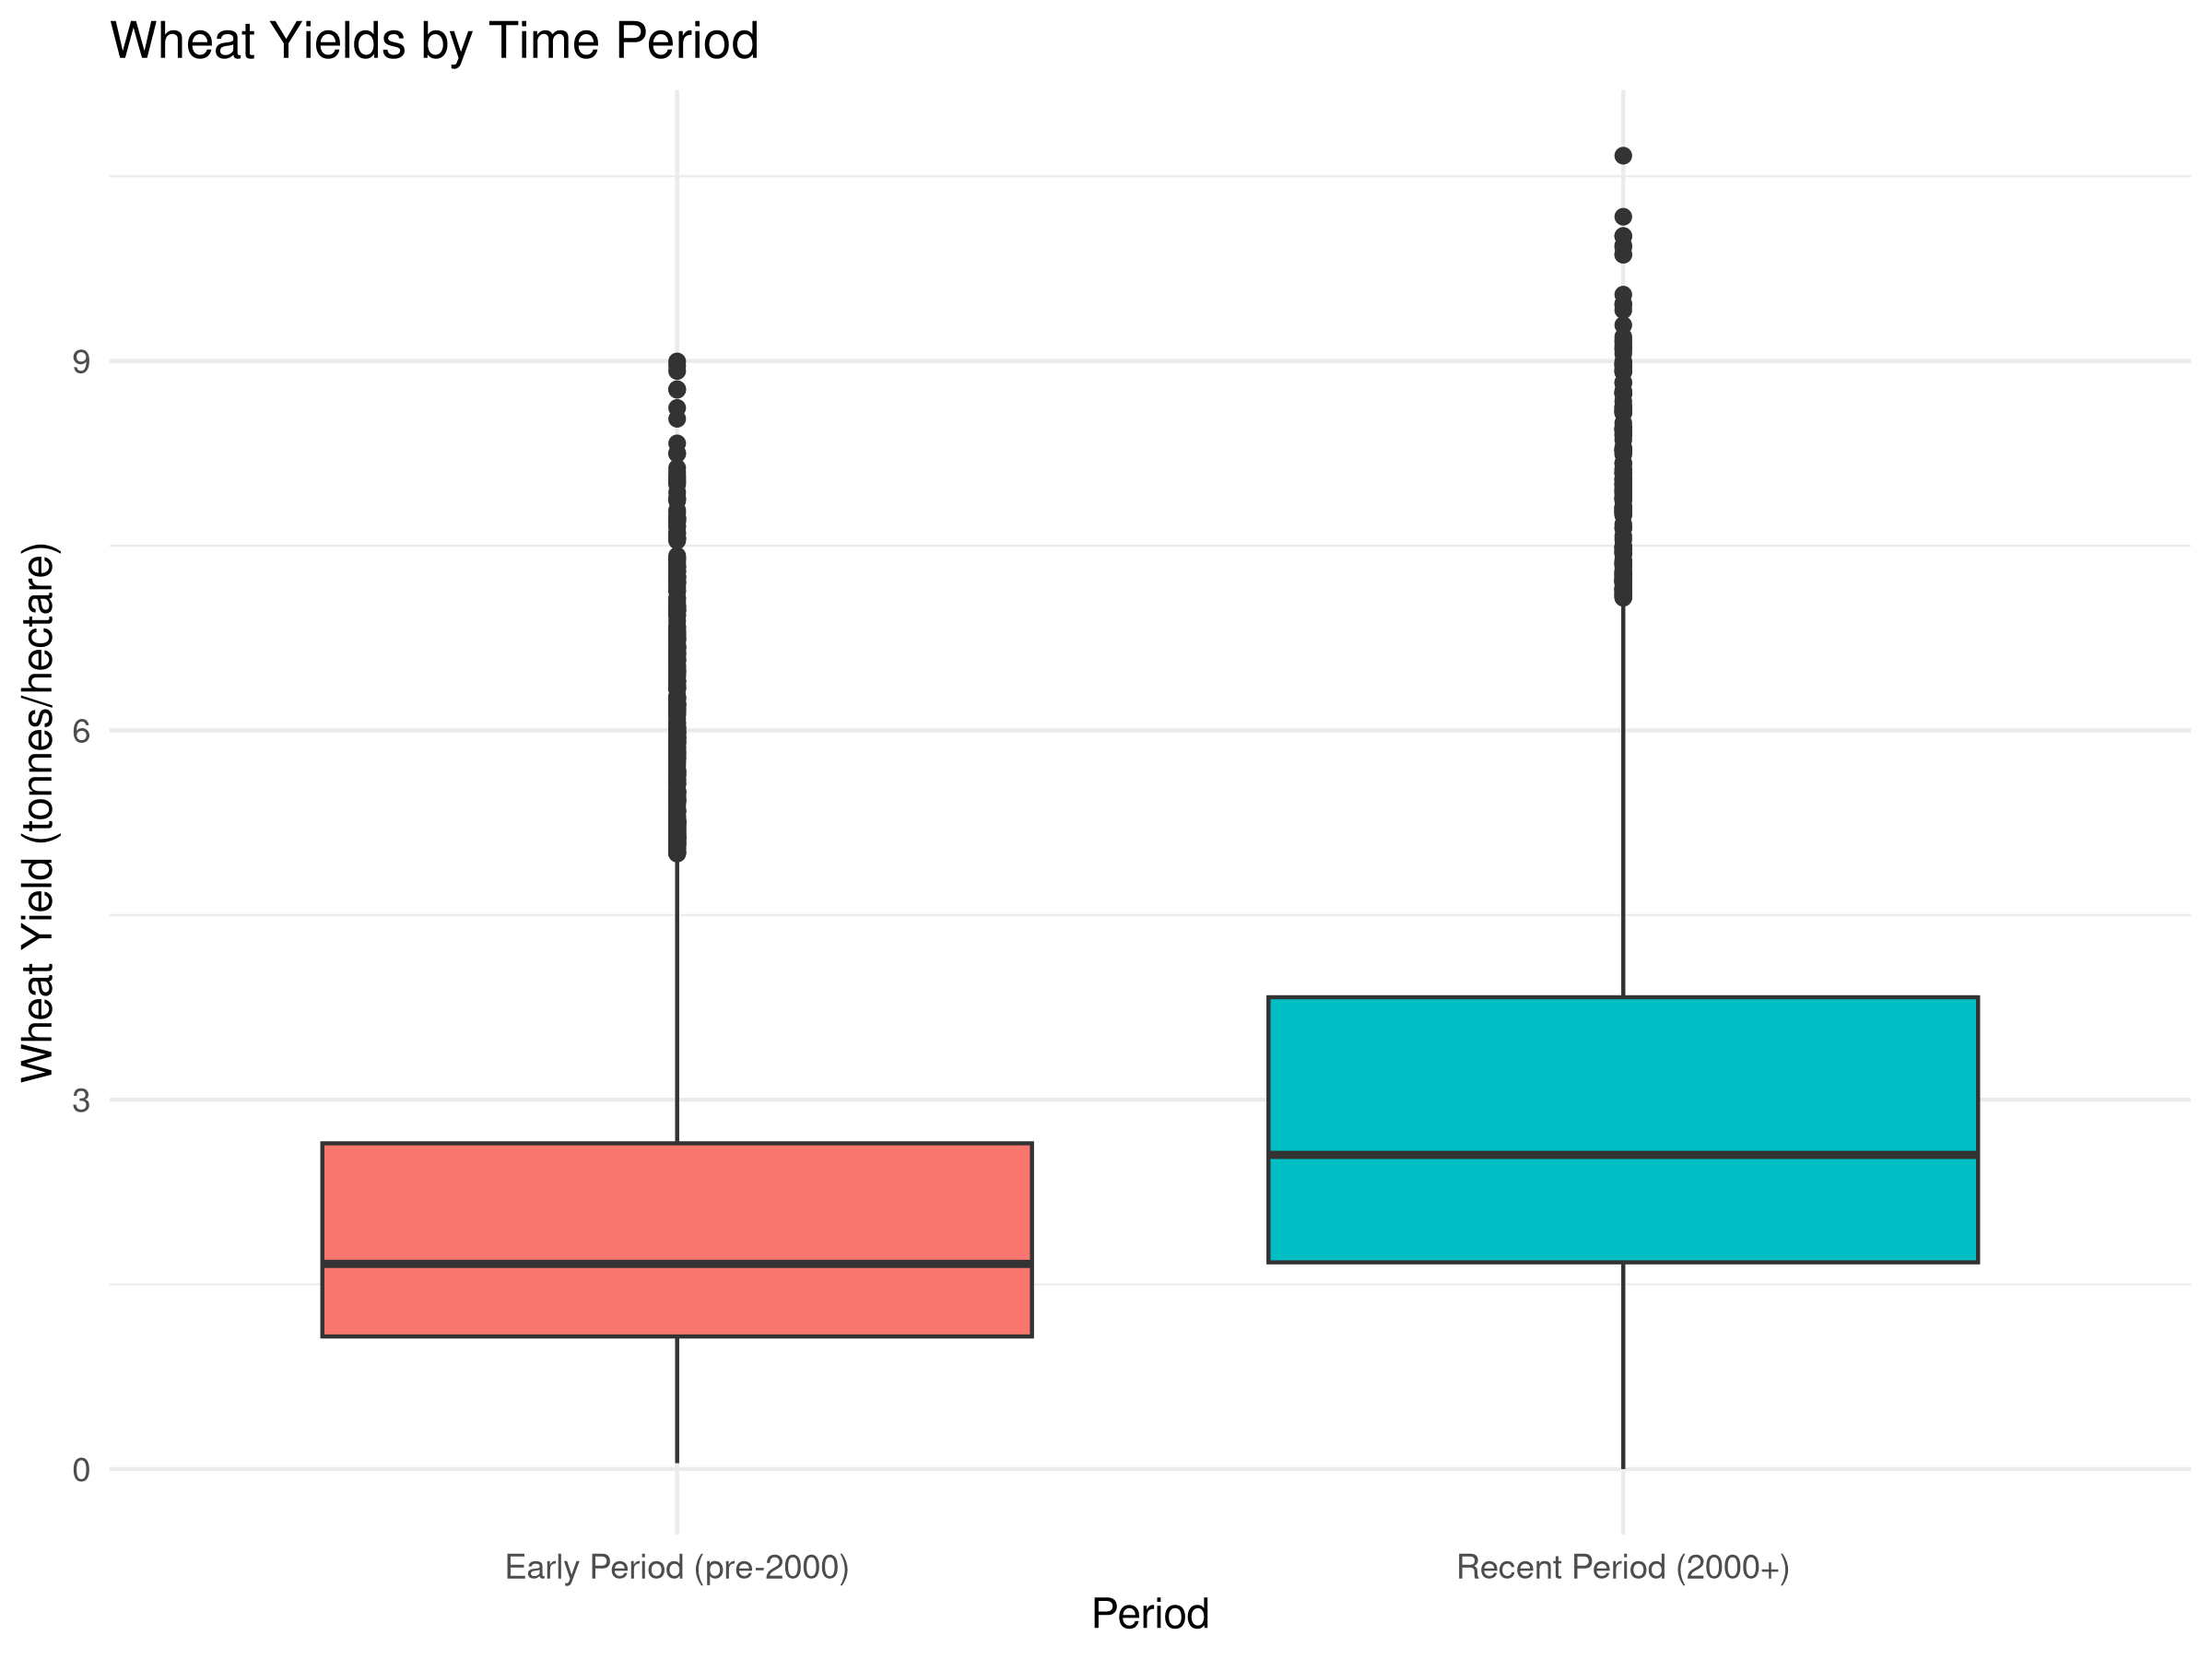 Wheat Yields by Time Period
Wheat Yield (tonnes/hectare)
9
6
3
0
Early Period (pre-2000)
Recent Period (2000+)
Period